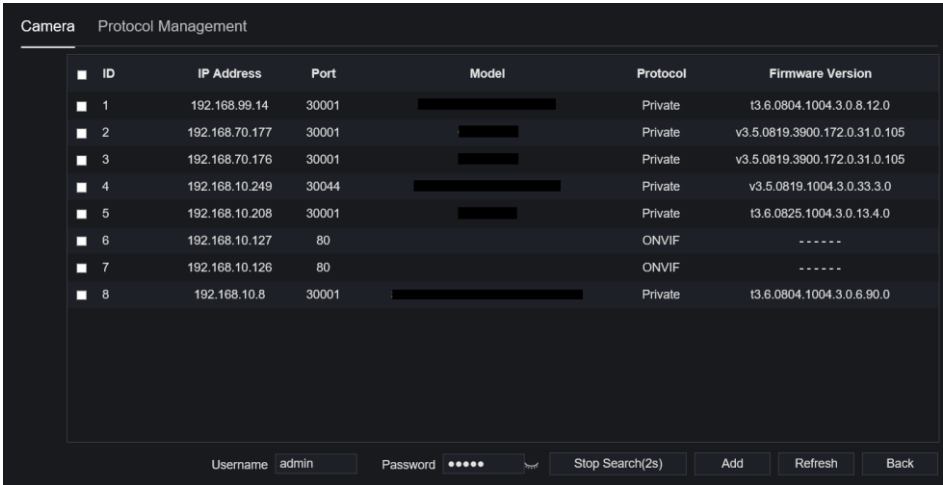 Camera Protocol Management
ID IP Address Port Model Protocol Firmware Version
1 192.168.99.14 30001 Private t3.6.0804.1004.3.0.8.12.0
2 192.168.70.177 30001 Private v3.5.0819.3900.172.0.31.0.105
3 192.168.70.176 30001 Private v3.5.0819.3900.172.0.31.0.105
4 192.168.10.249 30044 Private v3.5.0819.1004.3.0.33.3.0
5 192.168.10.208 30001 Private t3.6.0825.1004.3.0.13.4.0
6 192.168.10.127 80 ONVIF - - - - - -
7 192.168.10.126 80 ONVIF - - - - - -
8 192.168.10.8 30001 Private t3.6.0804.1004.3.0.6.90.0
Username admin Password ••••• Stop Search(2s) Add Refresh Back